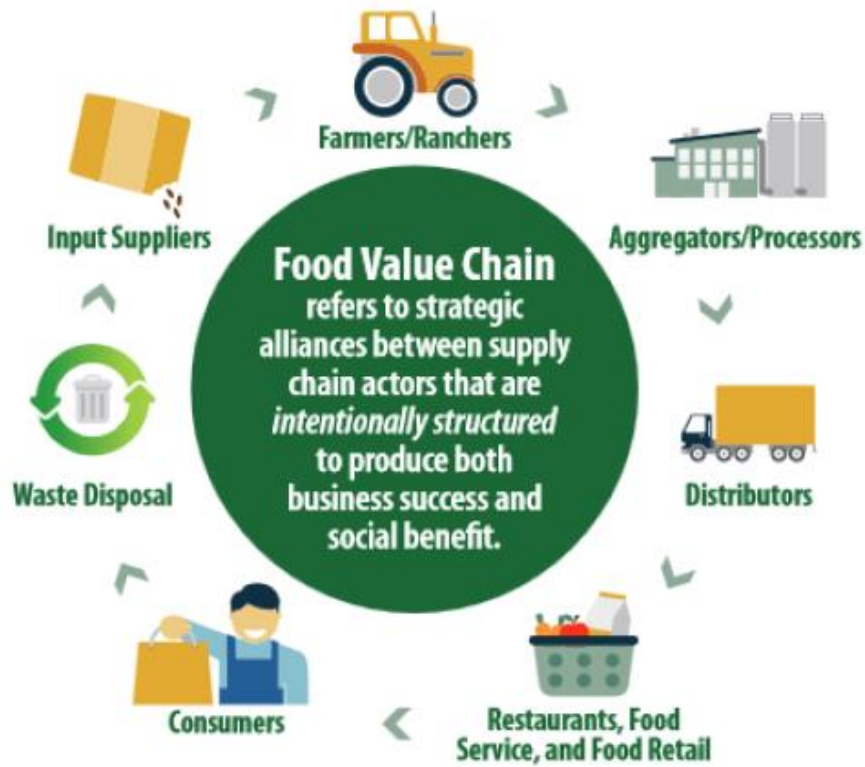 Farmers/Ranchers
Aggregators/Processors
Distributors
Restaurants, Food
Service, and Food Retail
Consumers
Waste Disposal
Input Suppliers
Food Value Chain
refers to strategic
alliances between supply
chain actors that are
intentionally structured
to produce both
business success and
social benefit.